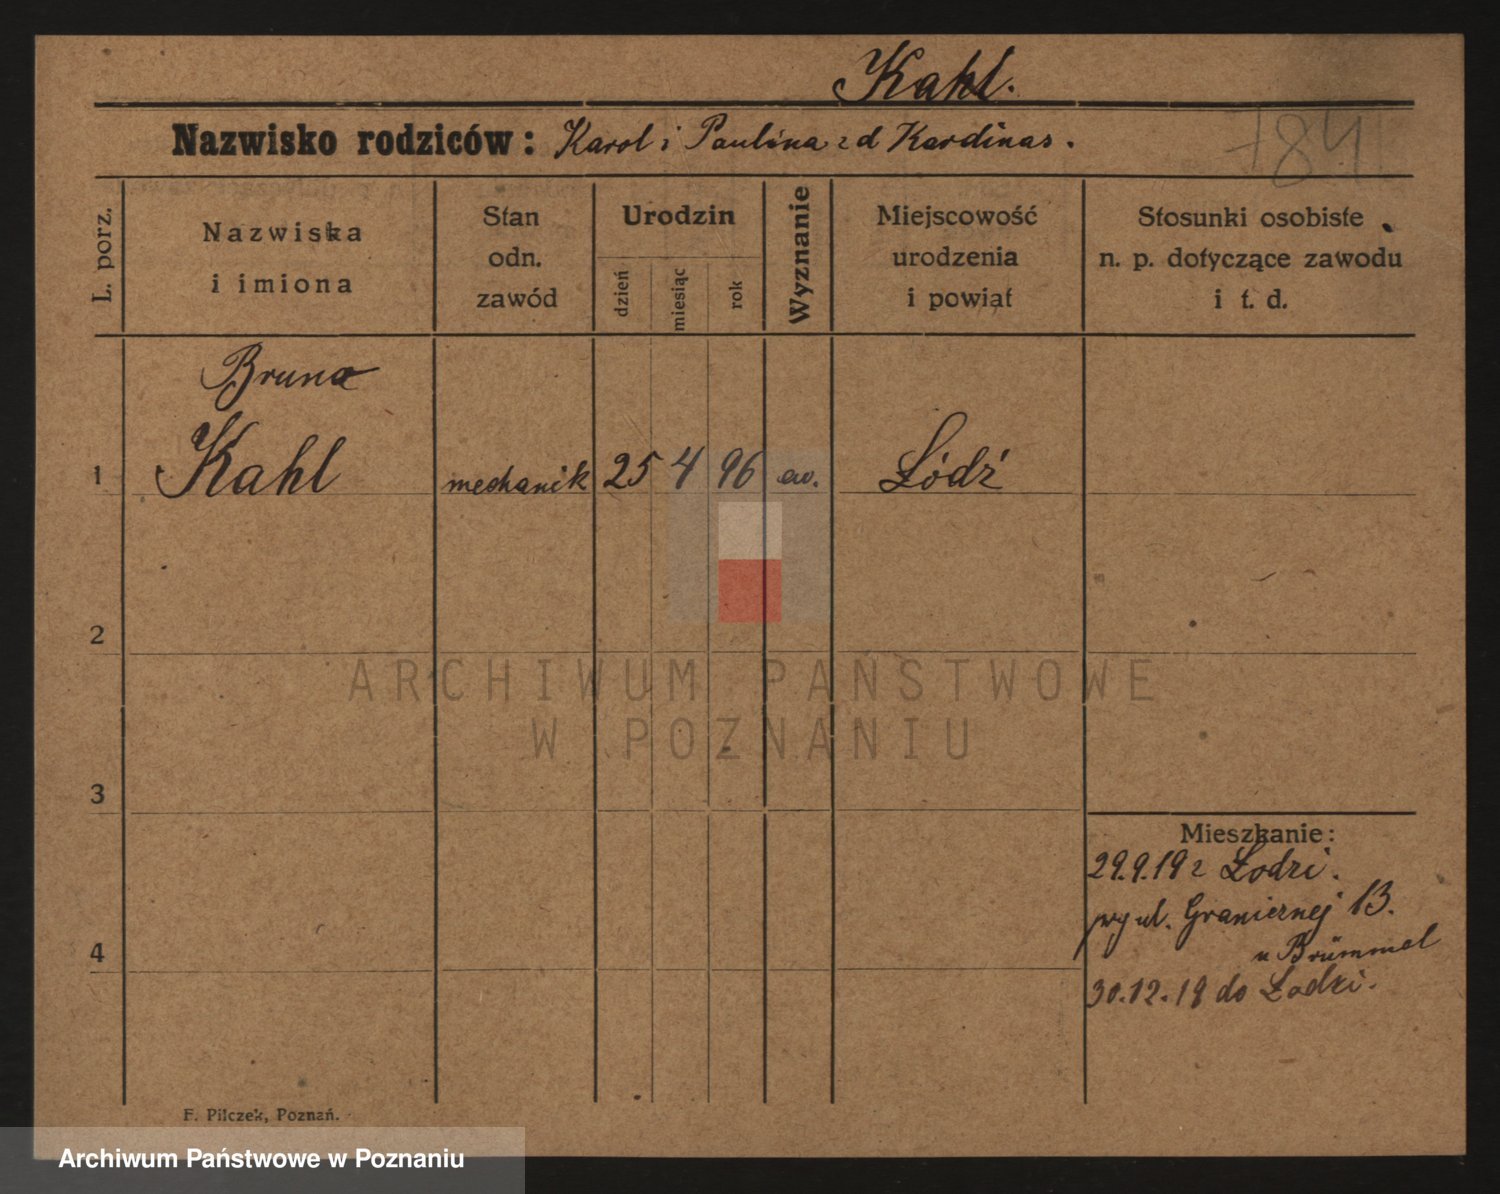 Kahl.
Nazwisko rodziców: Karol i Paulina z d Kardinas.
784
L. porz.
Nazwiska
i imiona
Stan
odn.
zawód
Urodzin
dzień
miesiąc
rok
Wyznanie
Miejscowość
urodzenia
i powiat
Stosunki osobiste
n. p. dotyczące zawodu
i t. d.
Bruno
1 Kahl mechanik 25 4 96 ew. Łódź
2
3
4
Mieszkanie:
29.9.19 z Łodzi.
ul. Granicznej 13.
u Brümmel
30.12.19 do Łodzi.
F. Pilczek, Poznań.
ARCHIWUM PAŃSTWOWE
W POZNANIU
Archiwum Państwowe w Poznaniu